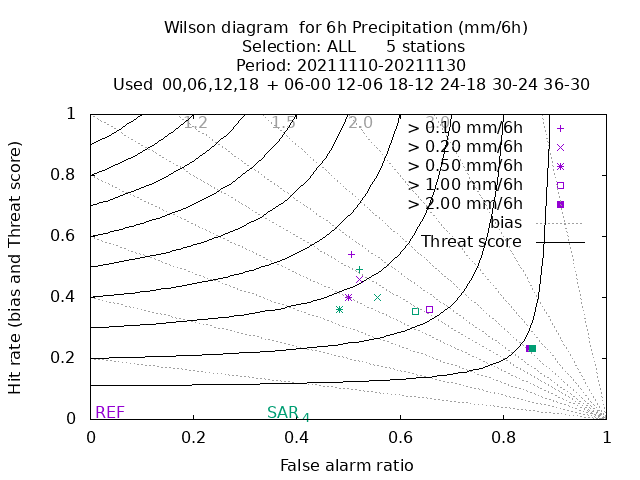 Wilson diagram  for 6h Precipitation (mm/6h)
Selection: ALL      5 stations
Period: 20211110-20211130
Used  00,06,12,18  + 06-00 12-06 18-12 24-18 30-24 36-30
Hit rate (bias and Threat score)
1
0.8
0.6
0.4
0.2
0
1.2
1.5
2.0
3.0
> 0.10 mm/6h
> 0.20 mm/6h
> 0.50 mm/6h
> 1.00 mm/6h
> 2.00 mm/6h
bias
Threat score
REF
SAR 4
0
0.2
0.4
0.6
0.8
1
False alarm ratio